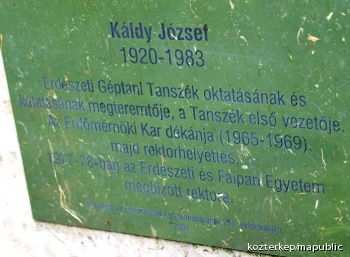 Káldy József
1920-1983
Erdészeti Géptani Tanszék oktatásának és
kutatásának megteremtője, a Tanszék első vezetője.
Az Erdőmérnöki Kar dékánja (1965-1969),
majd rektorhelyettes,
1977-78-ban az Erdészeti és Faipari Egyetem
megbízott rektora.
kozterkep/mapublic